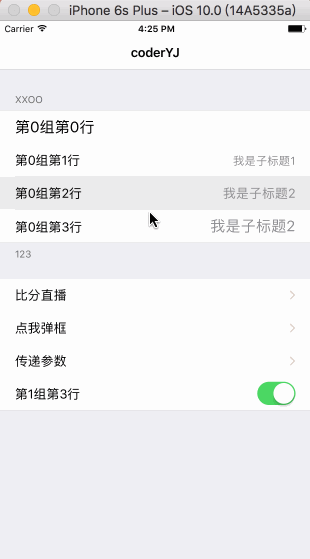 iPhone 6s Plus – iOS 10.0 (14A5335a)
Carrier 4:25 PM
coderYJ
XXOO
第0组第0行
第0组第1行 我是子标题1
第0组第2行 我是子标题2
第0组第3行 我是子标题2
123
比分直播
点我弹框
传递参数
第1组第3行